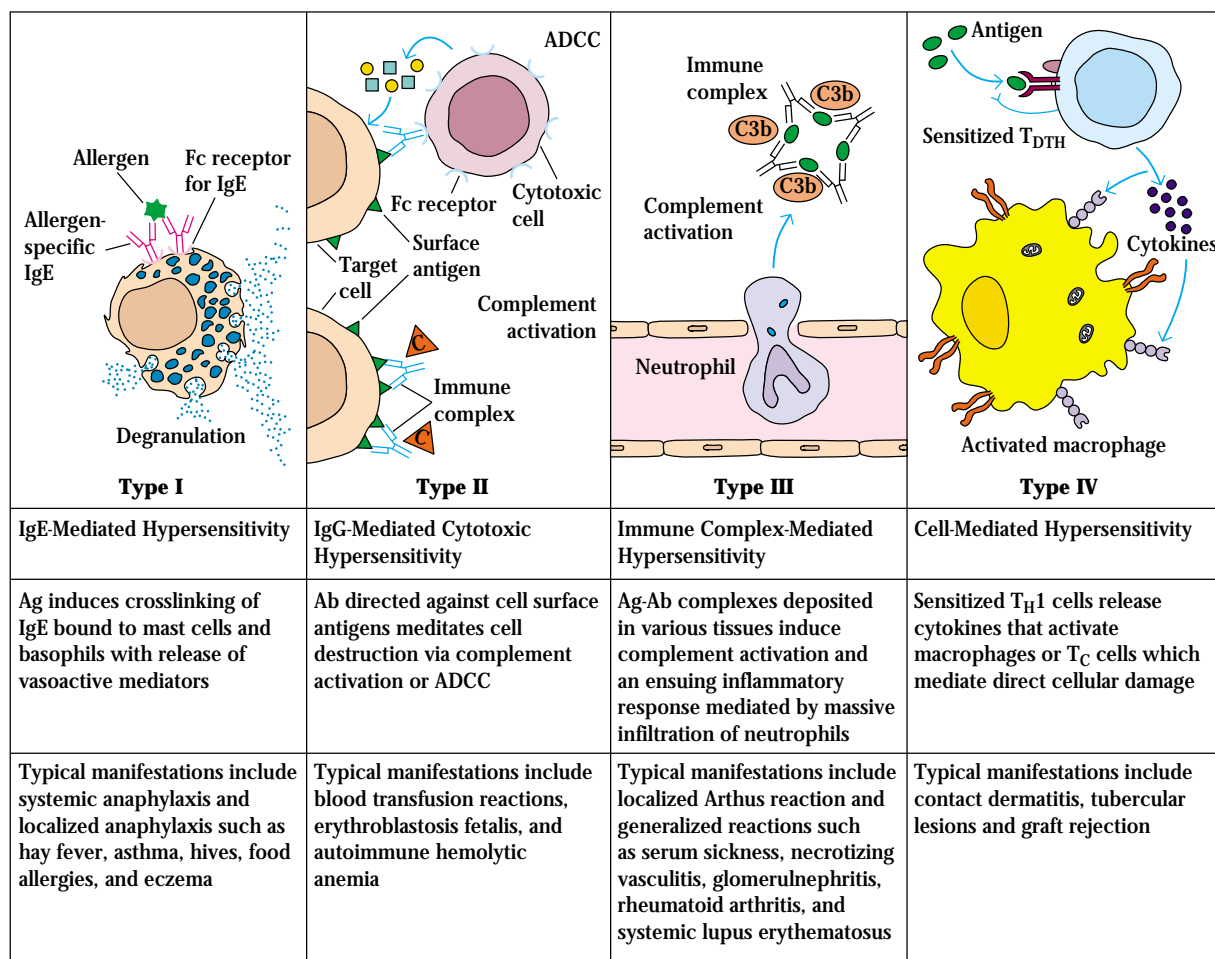 Allergen
Fc receptor
for IgE
Allergen-
specific
IgE
Degranulation
Type I
ADCC
Fc receptor
Cytotoxic
cell
Surface
antigen
Target
cell
Complement
activation
C
Immune
complex
C
Type II
Immune
complex
C3b
C3b
C3b
Complement
activation
Neutrophil
Type III
Antigen
Sensitized TDTH
Cytokines
Activated macrophage
Type IV
IgE-Mediated Hypersensitivity
IgG-Mediated Cytotoxic
Hypersensitivity
Immune Complex-Mediated
Hypersensitivity
Cell-Mediated Hypersensitivity
Ag induces crosslinking of
IgE bound to mast cells and
basophils with release of
vasoactive mediators
Ab directed against cell surface
antigens meditates cell
destruction via complement
activation or ADCC
Ag-Ab complexes deposited
in various tissues induce
complement activation and
an ensuing inflammatory
response mediated by massive
infiltration of neutrophils
Sensitized TH1 cells release
cytokines that activate
macrophages or TC cells which
mediate direct cellular damage
Typical manifestations include
systemic anaphylaxis and
localized anaphylaxis such as
hay fever, asthma, hives, food
allergies, and eczema
Typical manifestations include
blood transfusion reactions,
erythroblastosis fetalis, and
autoimmune hemolytic
anemia
Typical manifestations include
localized Arthus reaction and
generalized reactions such
as serum sickness, necrotizing
vasculitis, glomerulnephritis,
rheumatoid arthritis, and
systemic lupus erythematosus
Typical manifestations include
contact dermatitis, tubercular
lesions and graft rejection